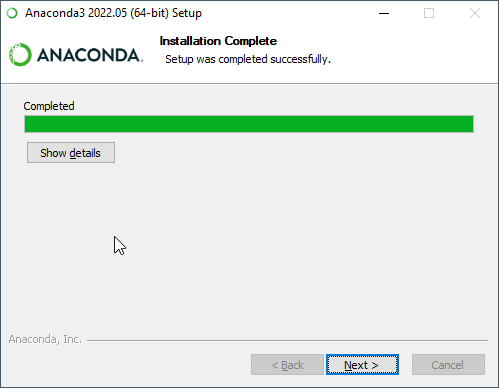 Anaconda3 2022.05 (64-bit) Setup
ANACONDA.
Installation Complete
Setup was completed successfully.
Completed
Show details
Anaconda, Inc.
< Back
Next >
Cancel